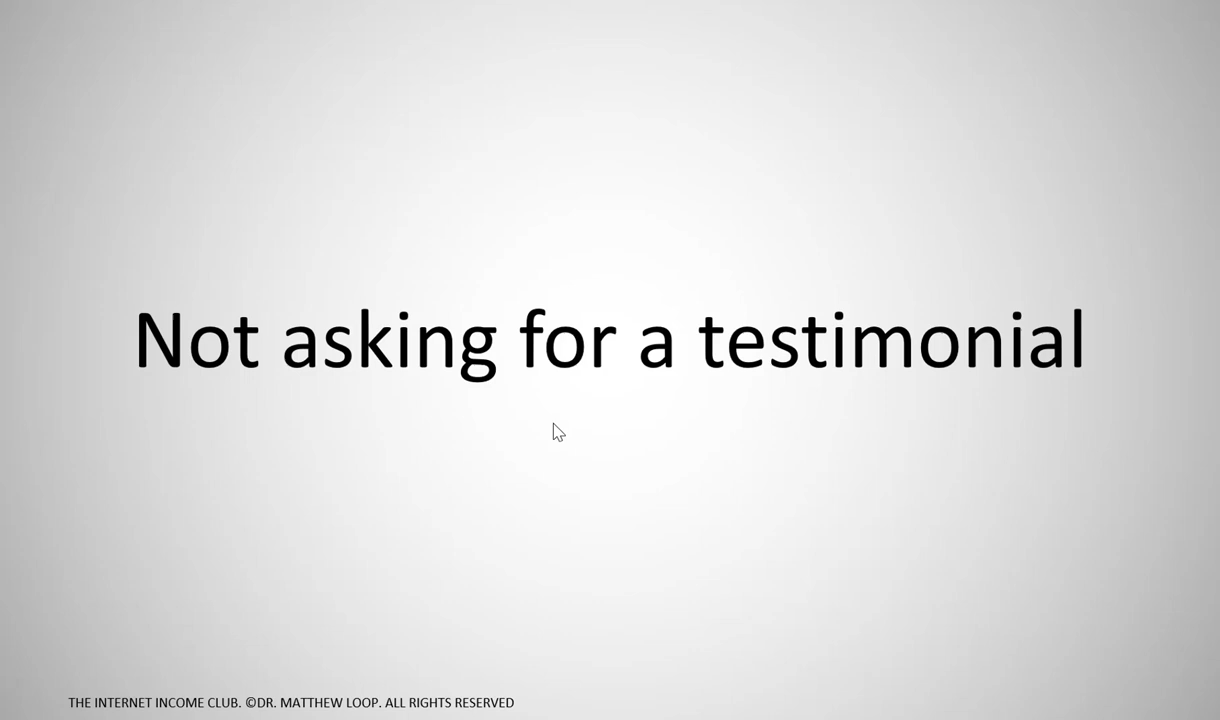 Not asking for a testimonial
THE INTERNET INCOME CLUB. ©DR. MATTHEW LOOP. ALL RIGHTS RESERVED